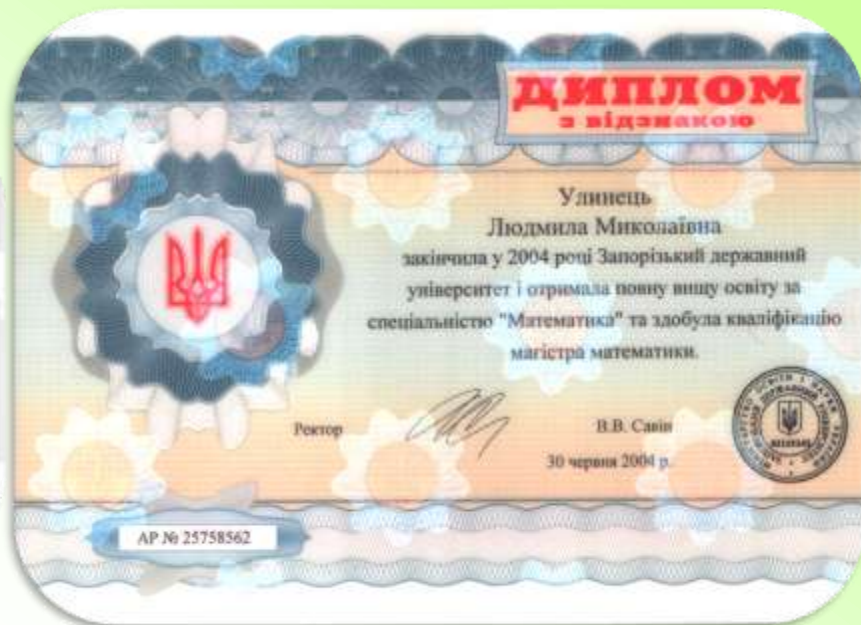 ДИПЛОМ
з відзнакою
Улинець
Людмила Миколаївна
закінчила у 2004 році Запорізький державний
університет і отримала повну вищу освіту за
спеціальністю "Математика" та здобула кваліфікацію
магістра математики.
Ректор В.В. Савін
30 червня 2004 р.
АР № 25758562